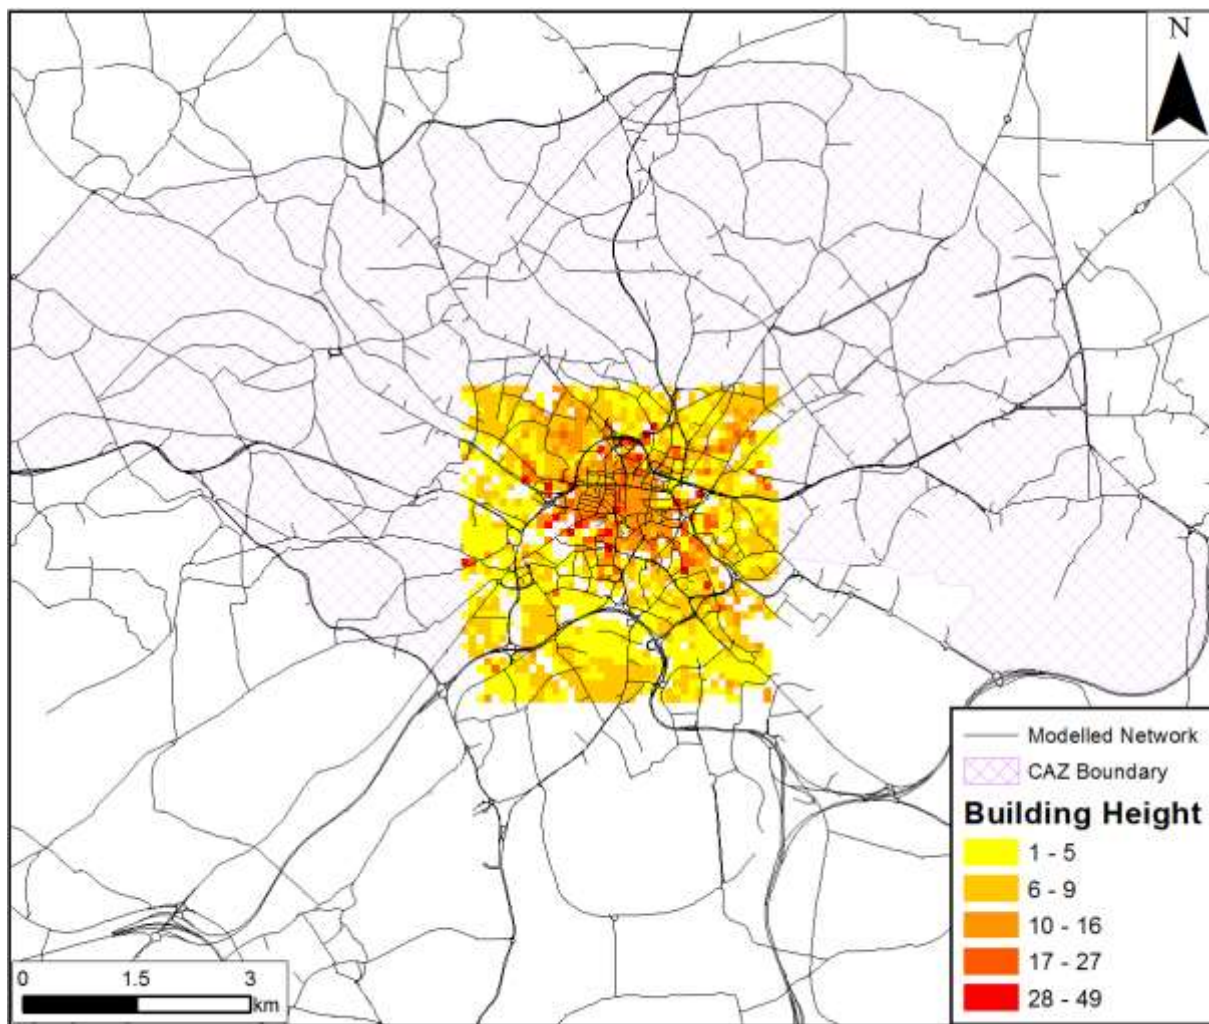 N
Modelled Network
CAZ Boundary
Building Height
1 - 5
6 - 9
10 - 16
17 - 27
28 - 49
0 1.5 3
km